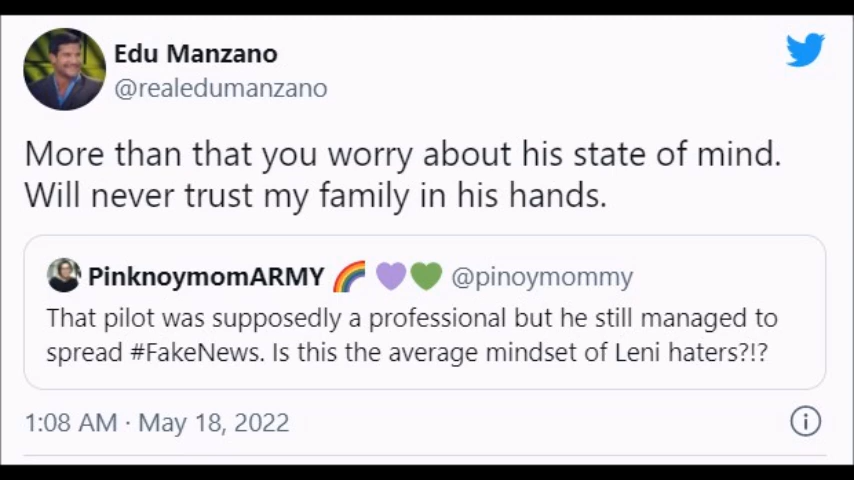 Edu Manzano
@realedumanzano
More than that you worry about his state of mind.
Will never trust my family in his hands.
PinknoymomARMY 🌈 💜💚 @pinoymommy
That pilot was supposedly a professional but he still managed to
spread #FakeNews. Is this the average mindset of Leni haters?!?
1:08 AM · May 18, 2022